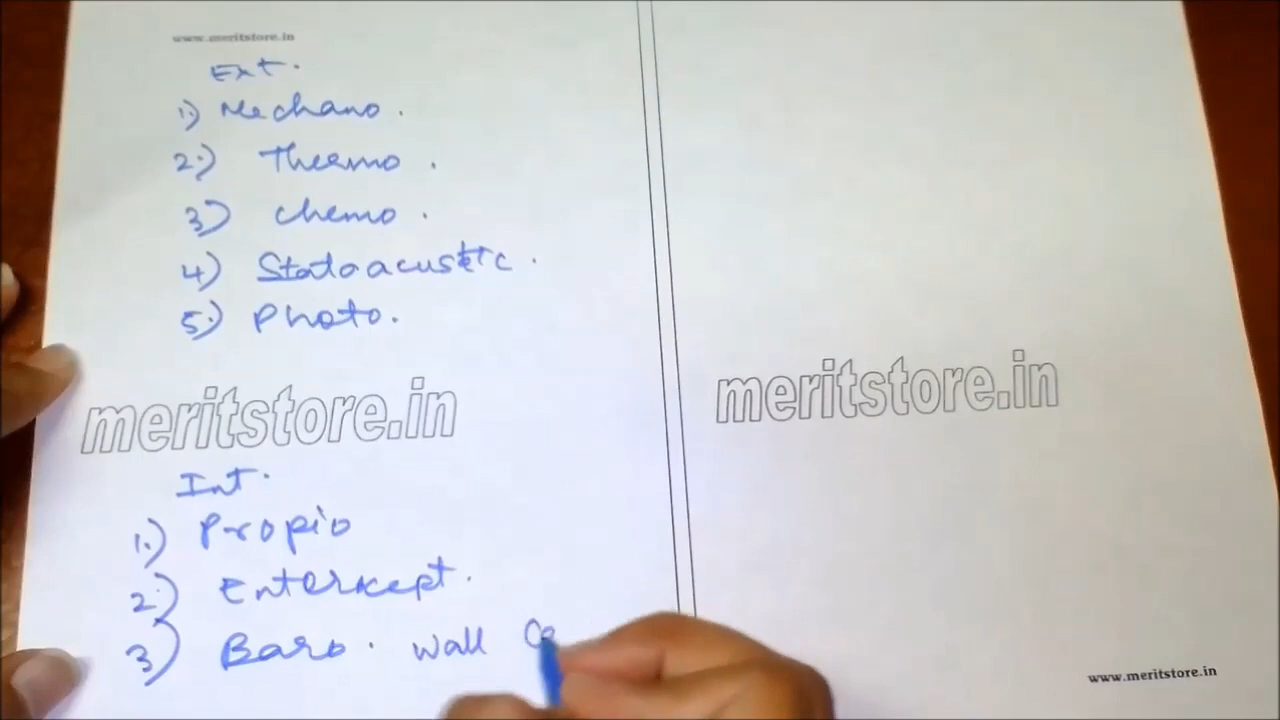 www.meritstore.in
Ext.
1.) Mechano.
2.) Thermo.
3) chemo.
4) Statoacustic.
5.) Photo.
meritstore.in
meritstore.in
Int.
1.) Propio
2.) Enterkept.
3) Baro. wall
www.meritstore.in